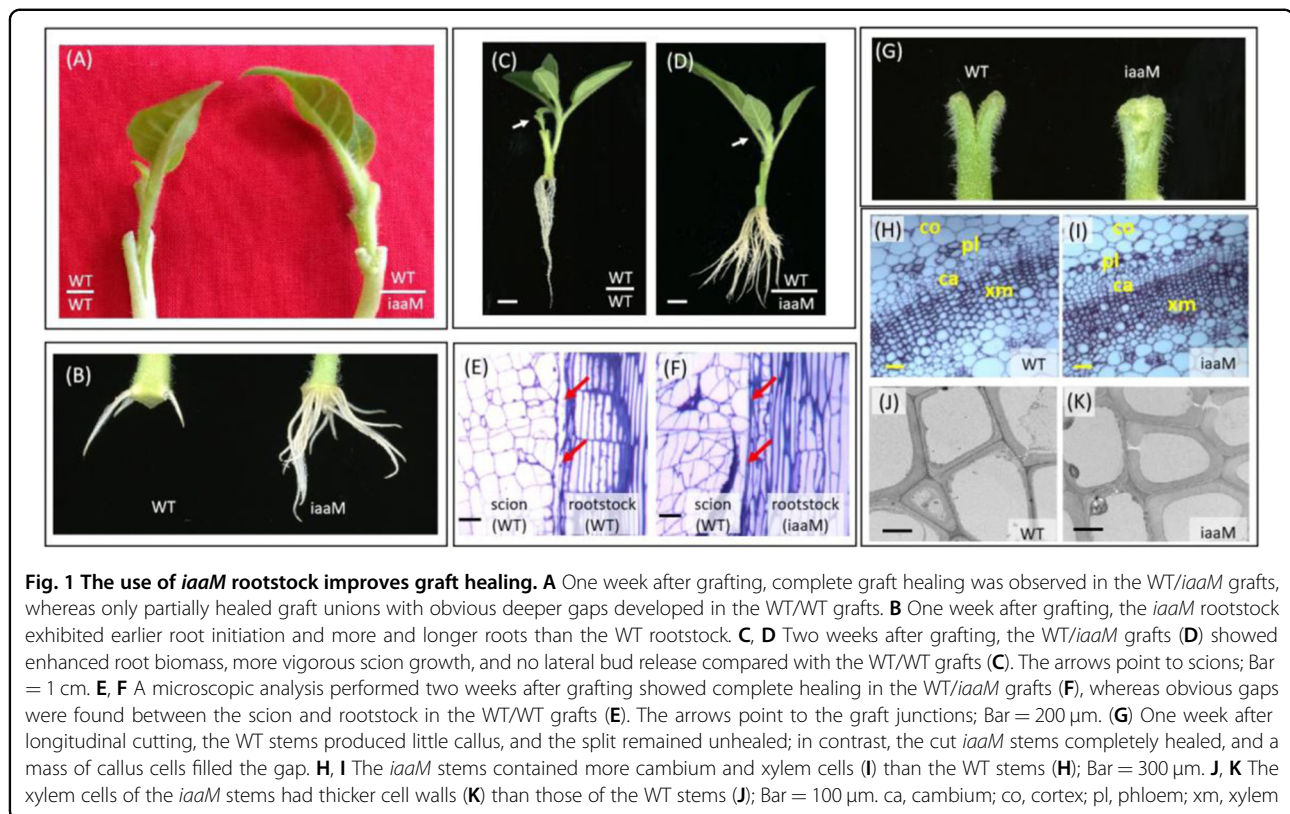 (A)
WT
WT
WT
iaaM
(B)
WT
iaaM
(C)
WT
WT
(D)
WT
iaaM
(E)
scion
(WT)
rootstock
(WT)
(F)
scion
(WT)
rootstock
(iaaM)
(G)
WT
iaaM
(H)
co
pl
ca
xm
WT
(I)
co
pl
ca
xm
iaaM
(J)
WT
(K)
iaaM
Fig. 1 The use of iaaM rootstock improves graft healing. A One week after grafting, complete graft healing was observed in the WT/iaaM grafts,
whereas only partially healed graft unions with obvious deeper gaps developed in the WT/WT grafts. B One week after grafting, the iaaM rootstock
exhibited earlier root initiation and more and longer roots than the WT rootstock. C, D Two weeks after grafting, the WT/iaaM grafts (D) showed
enhanced root biomass, more vigorous scion growth, and no lateral bud release compared with the WT/WT grafts (C). The arrows point to scions; Bar
= 1 cm. E, F A microscopic analysis performed two weeks after grafting showed complete healing in the WT/iaaM grafts (F), whereas obvious gaps
were found between the scion and rootstock in the WT/WT grafts (E). The arrows point to the graft junctions; Bar = 200 µm. (G) One week after
longitudinal cutting, the WT stems produced little callus, and the split remained unhealed; in contrast, the cut iaaM stems completely healed, and a
mass of callus cells filled the gap. H, I The iaaM stems contained more cambium and xylem cells (I) than the WT stems (H); Bar = 300 µm. J, K The
xylem cells of the iaaM stems had thicker cell walls (K) than those of the WT stems (J); Bar = 100 µm. ca, cambium; co, cortex; pl, phloem; xm, xylem